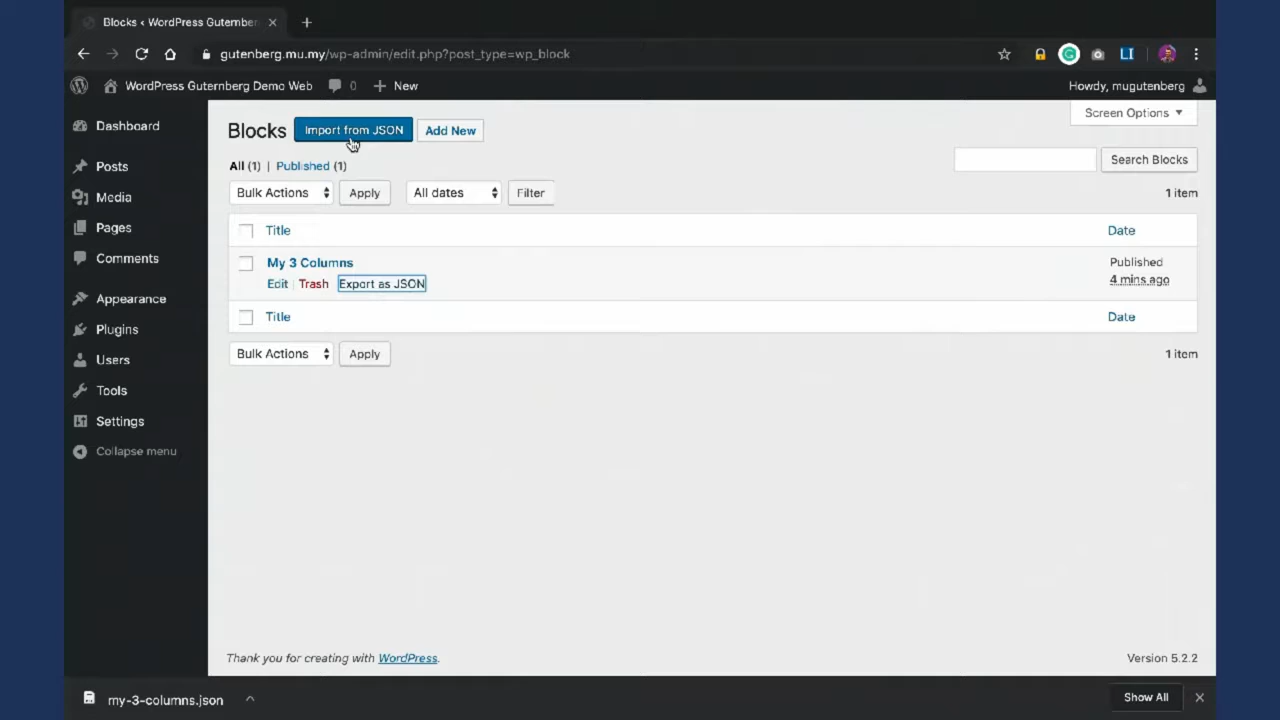 Blocks ‹ WordPress Gutenber
gutenberg.mu.my/wp-admin/edit.php?post_type=wp_block
LI
WordPress Guternberg Demo Web 0 New
Howdy, mugutenberg
Dashboard
Posts
Media
Pages
Comments
Appearance
Plugins
Users
Tools
Settings
Collapse menu
Screen Options
Blocks Import from JSON Add New
All (1) | Published (1)
Search Blocks
Bulk Actions Apply All dates Filter
1 item
Title Date
My 3 Columns
Edit | Trash | Export as JSON
Published
4 mins ago
Title Date
Bulk Actions Apply
1 item
Thank you for creating with WordPress.
Version 5.2.2
my-3-columns.json
Show All